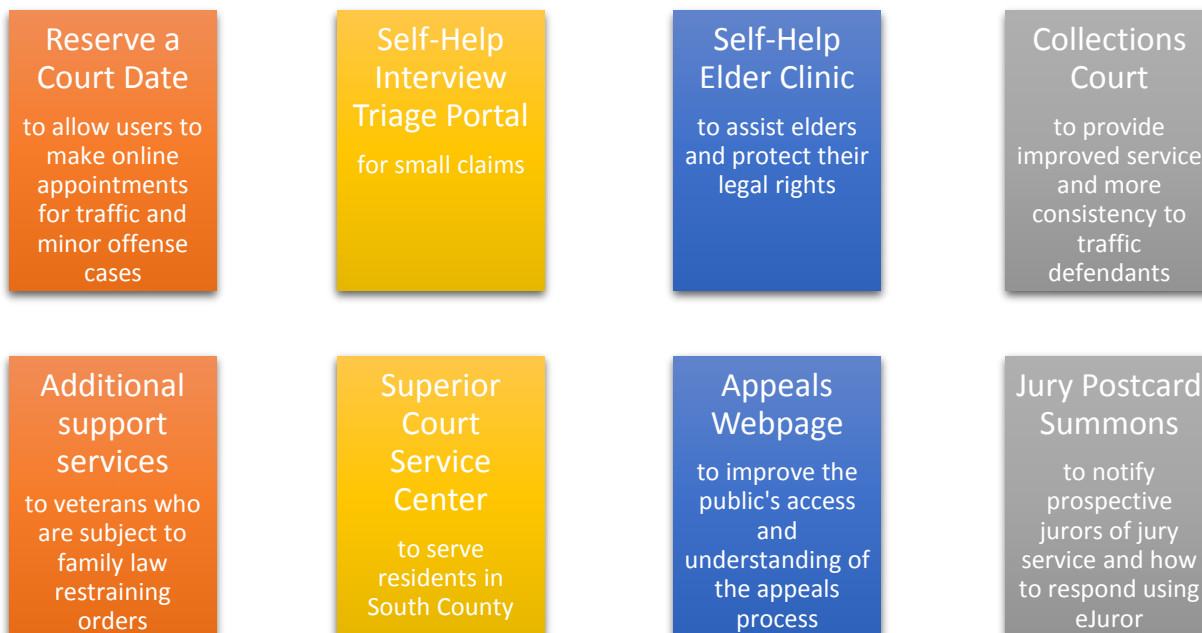 Reserve a
Court Date
to allow users to
make online
appointments
for traffic and
minor offense
cases
Self-Help
Interview
Triage Portal
for small claims
Self-Help
Elder Clinic
to assist elders
and protect their
legal rights
Collections
Court
to provide
improved service
and more
consistency to
traffic
defendants
Additional
support
services
to veterans who
are subject to
family law
restraining
orders
Superior
Court
Service
Center
to serve
residents in
South County
Appeals
Webpage
to improve the
public's access
and
understanding of
the appeals
process
Jury Postcard
Summons
to notify
prospective
jurors of jury
service and how
to respond using
eJuror